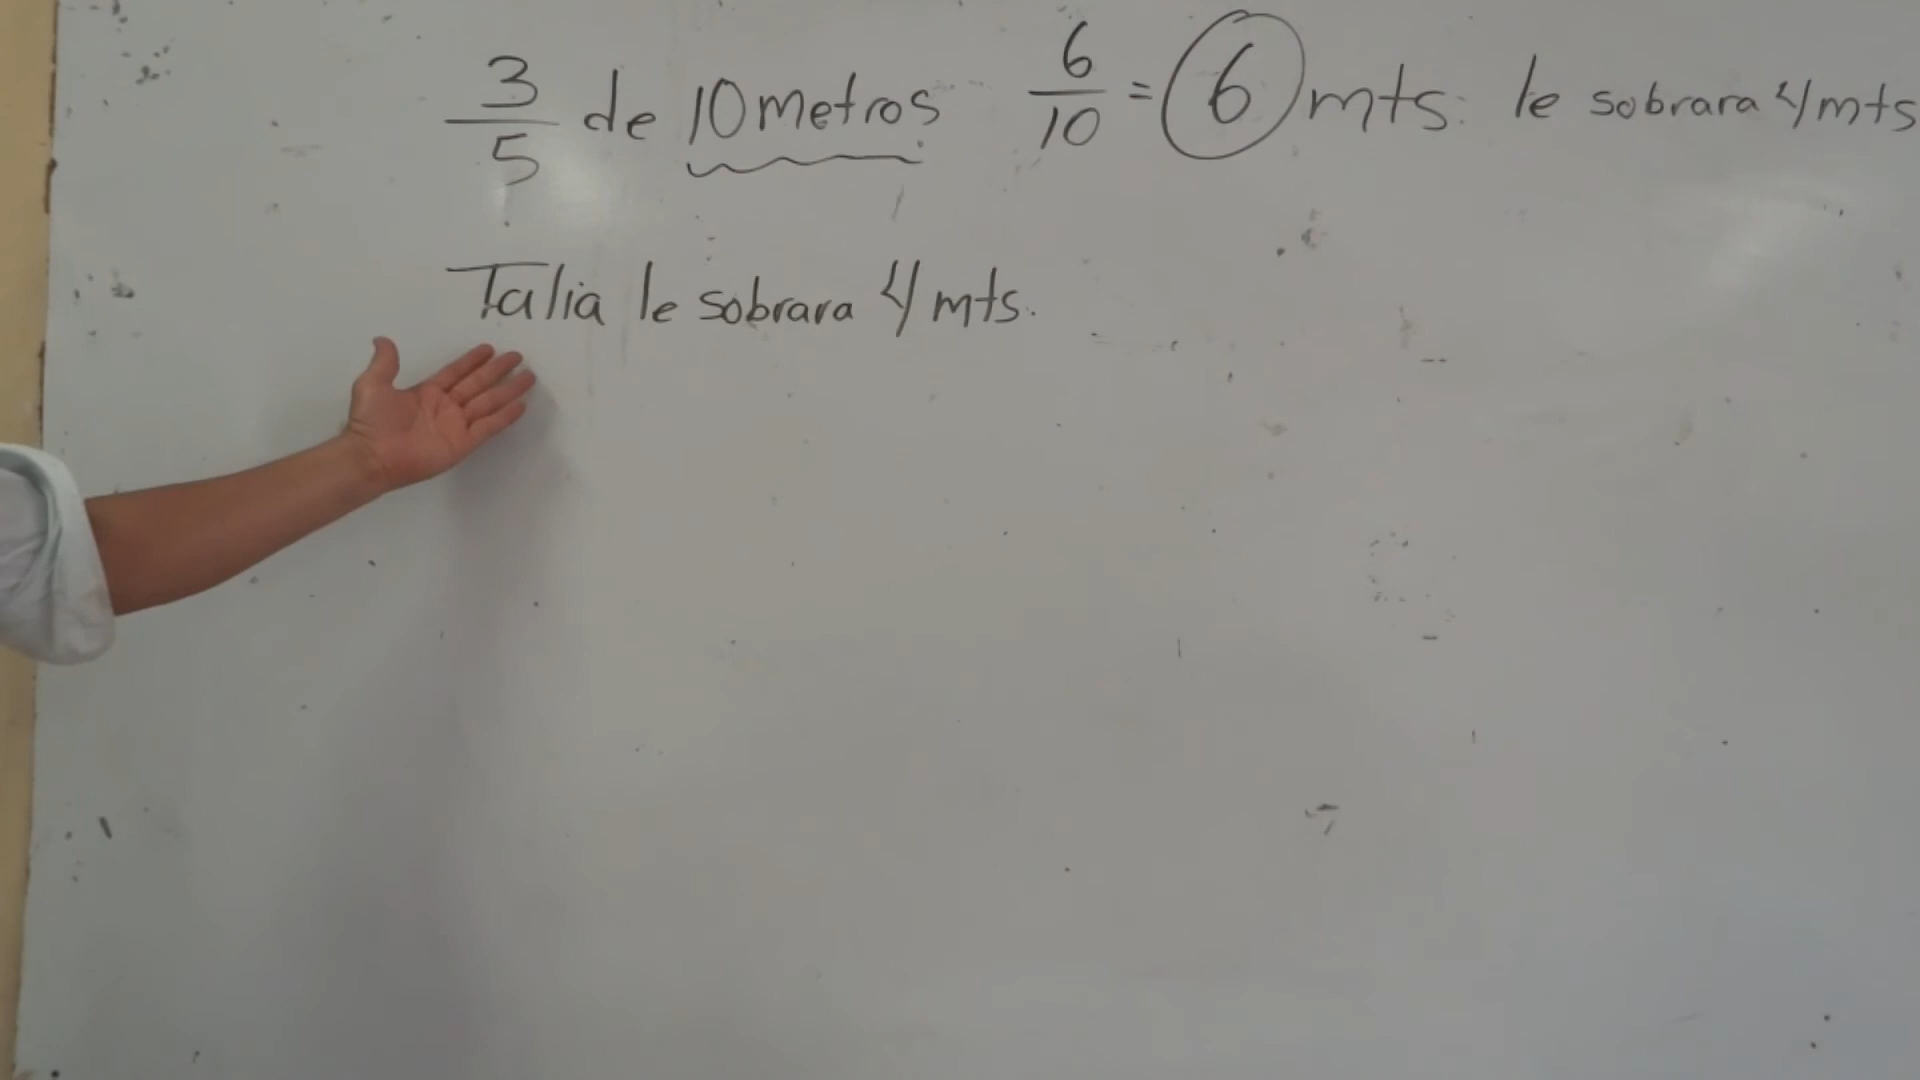 3/5 de 10 metros 6/10 = 6 mts. le sobrara 4 mts
Talia le sobrara 4 mts.